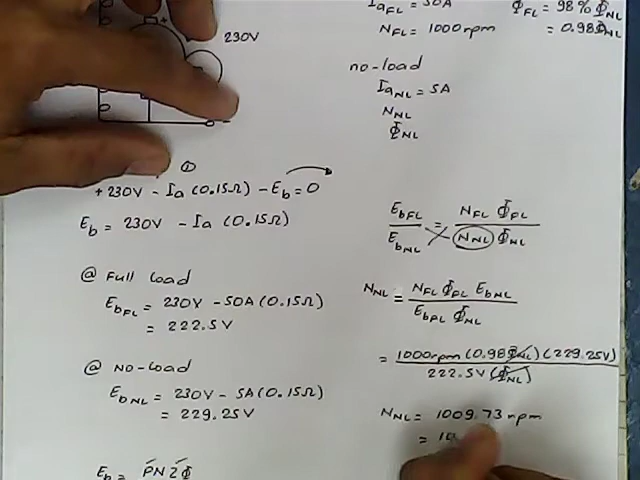 230V
I_aFL = 50A
Φ_FL = 98% Φ_NL
N_FL = 1000rpm
= 0.98Φ_NL
no-load
I_aNL = 5A
N_NL
Φ_NL
①
+230V - I_a (0.15Ω) - E_b = 0
E_b = 230V - I_a (0.15Ω)
@ Full Load
E_bFL = 230V - 50A (0.15Ω)
= 222.5V
@ No-Load
E_bNL = 230V - 5A (0.15Ω)
= 229.25V
E_b = PNZΦ
E_bFL / E_bNL = N_FL Φ_FL / N_NL Φ_NL
N_NL = N_FL Φ_FL E_bNL / E_bFL Φ_NL
= 1000rpm (0.98Φ_NL) (229.25V) / 222.5V (Φ_NL)
N_NL = 1009.73 rpm